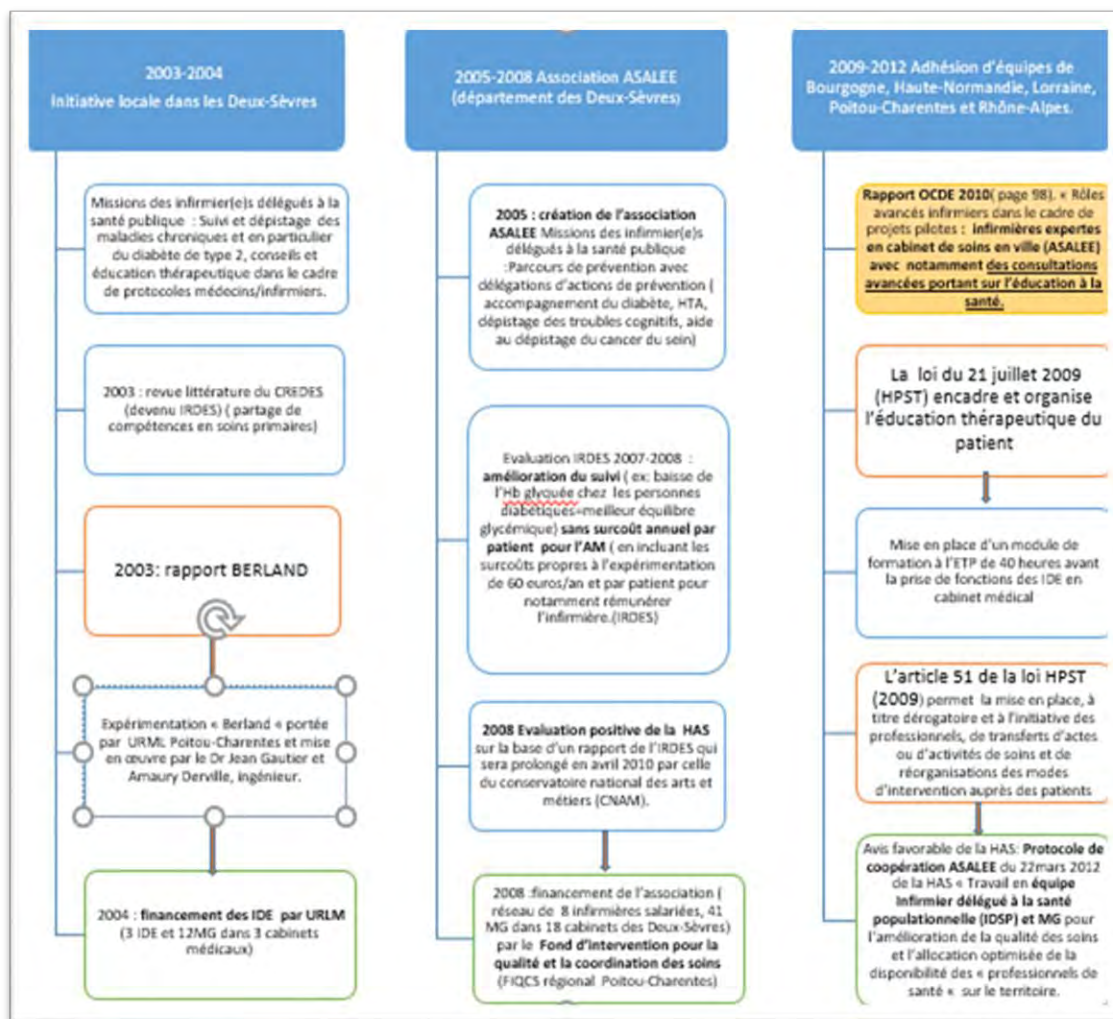 2003-2004
Initiative locale dans les Deux-Sèvres
Missions des infirmier(e)s délégués à la
santé publique : Suivi et dépistage des
maladies chroniques et en particulier
du diabète de type 2, conseils et
éducation thérapeutique dans le cadre
de protocoles médecins/infirmiers.
2003 : revue littérature du CREDES
(devenu IRDES) ( partage de
compétences en soins primaires)
2003: rapport BERLAND
Expérimentation « Berland « portée
par URML Poitou-Charentes et mise
en œuvre par le Dr Jean Gautier et
Amaury Derville, ingénieur.
2004 : financement des IDE par URLM
(3 IDE et 12MG dans 3 cabinets
médicaux)
2005-2008 Association ASALEE
(département des Deux-Sèvres)
2005 : création de l'association
ASALEE Missions des infirmier(e)s
délégués à la santé publique
:Parcours de prévention avec
délégations d'actions de prévention (
accompagnement du diabète, HTA,
dépistage des troubles cognitifs, aide
au dépistage du cancer du sein)
Evaluation IRDES 2007-2008 :
amélioration du suivi ( ex: baisse de
l'Hb glyquée chez les personnes
diabétiques=meilleur équilibre
glycémique) sans surcoût annuel par
patient pour l'AM ( en incluant les
surcoûts propres à l'expérimentation
de 60 euros/an et par patient pour
notamment rémunérer
l'infirmière.(IRDES)
2008 Evaluation positive de la HAS
sur la base d'un rapport de l'IRDES qui
sera prolongé en avril 2010 par celle
du conservatoire national des arts et
métiers (CNAM).
2008 :financement de l'association (
réseau de 8 infirmières salariées, 41
MG dans 18 cabinets des Deux-Sèvres)
par le Fond d'intervention pour la
qualité et la coordination des soins
(FIQCS régional Poitou-Charentes)
2009-2012 Adhésion d'équipes de
Bourgogne, Haute-Normandie, Lorraine,
Poitou-Charentes et Rhône-Alpes.
Rapport OCDE 2010( page 98). « Rôles
avancés infirmiers dans le cadre de
projets pilotes : infirmières expertes
en cabinet de soins en ville (ASALEE)
avec notamment des consultations
avancées portant sur l'éducation à la
santé.
La loi du 21 juillet 2009
(HPST) encadre et organise
l'éducation thérapeutique du
patient
Mise en place d'un module de
formation à l'ETP de 40 heures avant
la prise de fonctions des IDE en
cabinet médical
L'article 51 de la loi HPST
(2009) permet la mise en place, à
titre dérogatoire et à l'initiative des
professionnels, de transferts d'actes
ou d'activités de soins et de
réorganisations des modes
d'intervention auprès des patients
Avis favorable de la HAS: Protocole de
coopération ASALEE du 22mars 2012
de la HAS « Travail en équipe
Infirmier délégué à la santé
populationnelle (IDSP) et MG pour
l'amélioration de la qualité des soins
et l'allocation optimisée de la
disponibilité des « professionnels de
santé « sur le territoire.